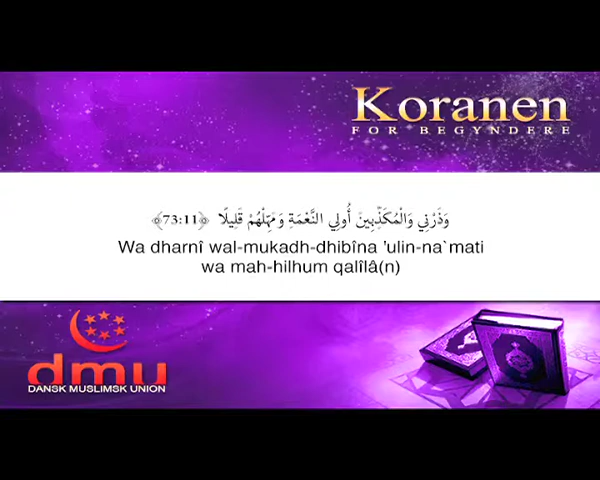 Koranen
FOR BEGYNDERE
وَذَرْنِي وَالْمُكَذِّبِينَ أُولِي النَّعْمَةِ وَمَهِّلْهُمْ قَلِيلًا ﴿73:11﴾
Wa dharnî wal-mukadh-dhibîna 'ulin-na`mati
wa mah-hilhum qalîlâ(n)
dmu
DANSK MUSLIMSK UNION